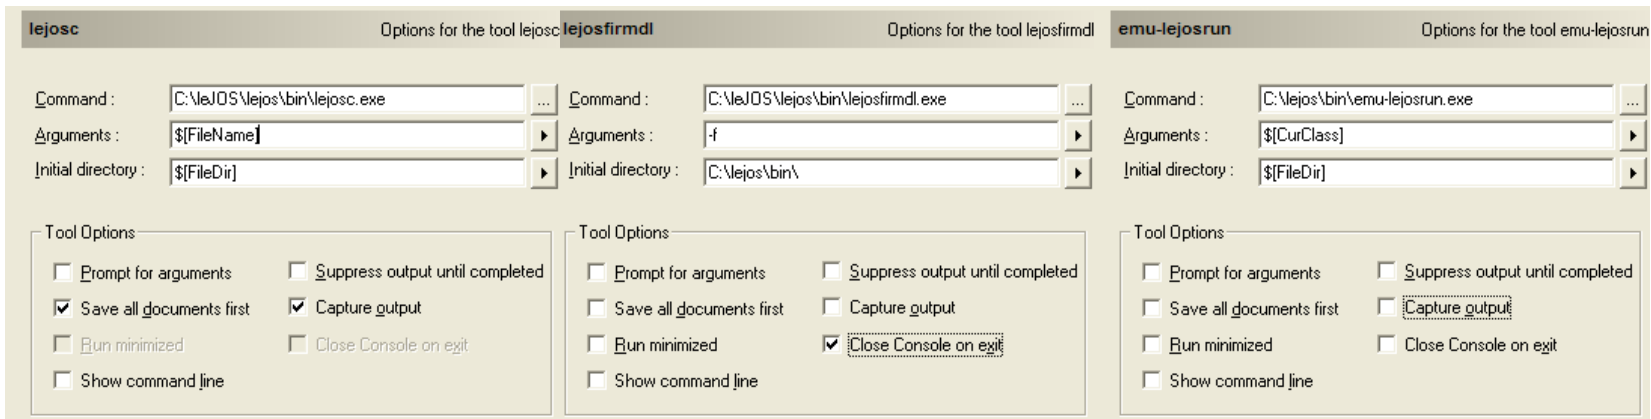 lejosc
Options for the tool lejosc
Command :
C:\leJOS\lejos\bin\lejosc.exe
...
Arguments :
$[FileName]
Initial directory :
$[FileDir]
Tool Options
Prompt for arguments
Suppress output until completed
Save all documents first
Capture output
Run minimized
Close Console on exit
Show command line
lejosfirmdl
Options for the tool lejosfirmdl
Command :
C:\leJOS\lejos\bin\lejosfirmdl.exe
...
Arguments :
-f
Initial directory :
C:\lejos\bin\
Tool Options
Prompt for arguments
Suppress output until completed
Save all documents first
Capture output
Run minimized
Close Console on exit
Show command line
emu-lejosrun
Options for the tool emu-lejosrun
Command :
C:\lejos\bin\emu-lejosrun.exe
...
Arguments :
$[CurClass]
Initial directory :
$[FileDir]
Tool Options
Prompt for arguments
Suppress output until completed
Save all documents first
Capture output
Run minimized
Close Console on exit
Show command line